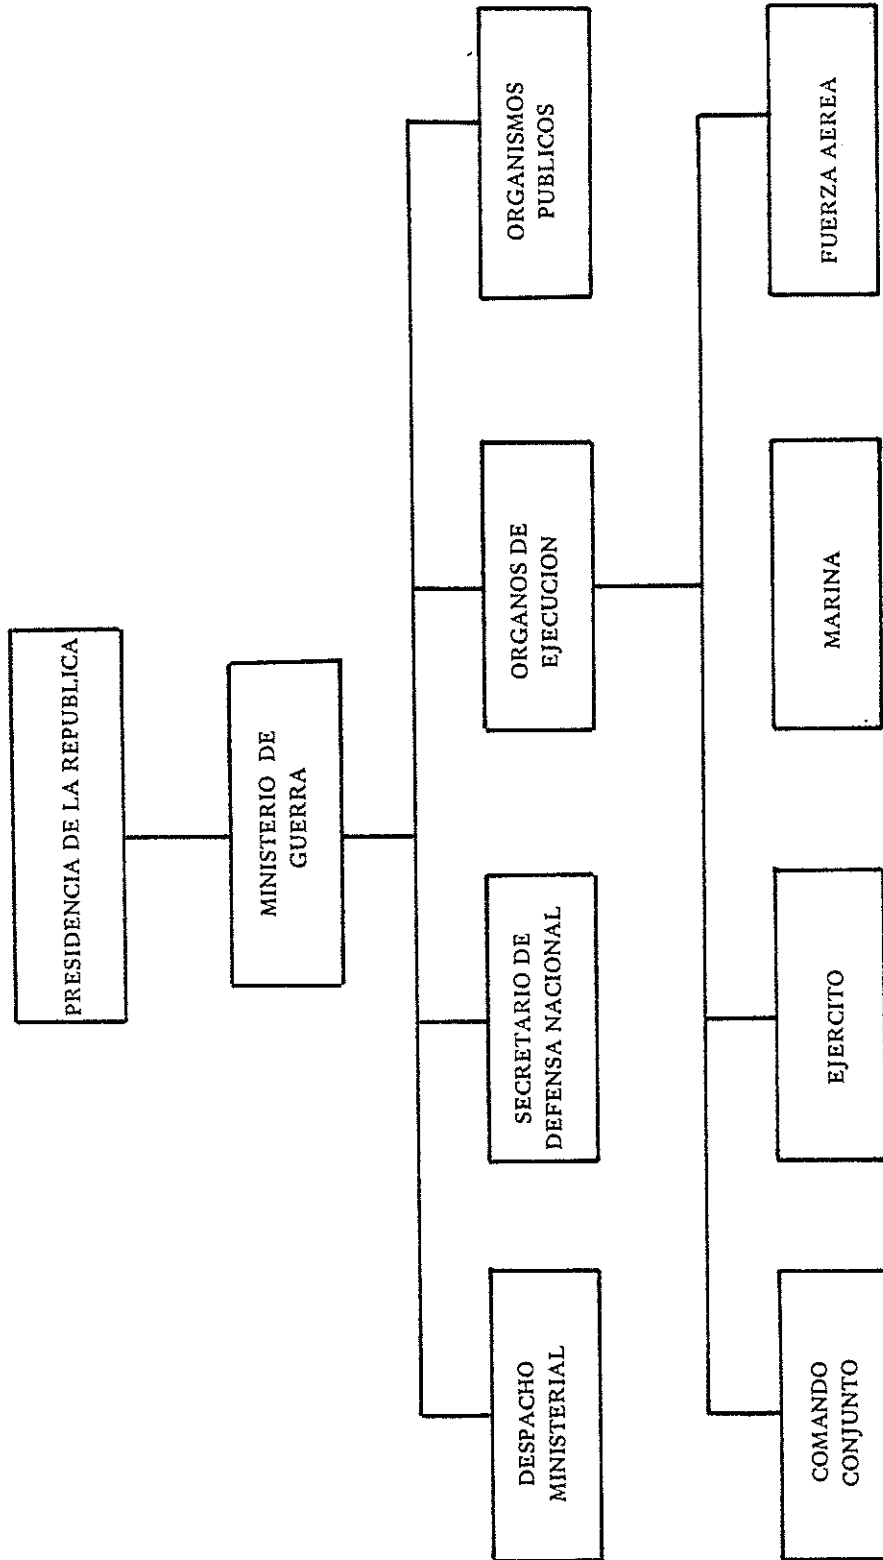 PRESIDENCIA DE LA REPUBLICA
MINISTERIO DE
GUERRA
DESPACHO
MINISTERIAL
SECRETARIO DE
DEFENSA NACIONAL
ORGANOS DE
EJECUCION
ORGANISMOS
PUBLICOS
COMANDO
CONJUNTO
EJERCITO
MARINA
FUERZA AEREA